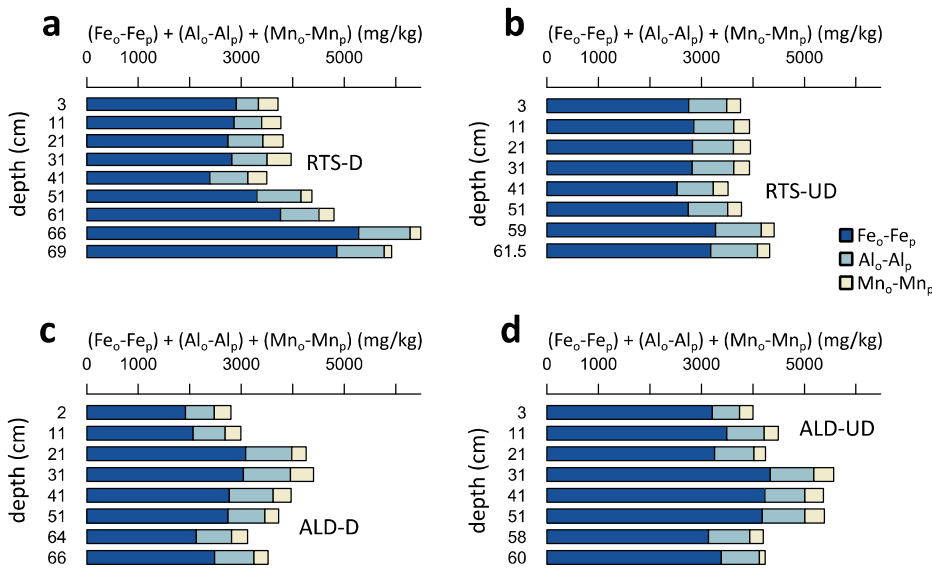 a
(Feo-Fep) + (Alo-Alp) + (Mno-Mnp) (mg/kg)
0 1000 3000 5000
depth (cm)
3
11
21
31
41
51
61
66
69
RTS-D
b
(Feo-Fep) + (Alo-Alp) + (Mno-Mnp) (mg/kg)
0 1000 3000 5000
depth (cm)
3
11
21
31
41
51
59
61.5
RTS-UD
Feo-Fep
Alo-Alp
Mno-Mnp
c
(Feo-Fep) + (Alo-Alp) + (Mno-Mnp) (mg/kg)
0 1000 3000 5000
depth (cm)
2
11
21
31
41
51
64
66
ALD-D
d
(Feo-Fep) + (Alo-Alp) + (Mno-Mnp) (mg/kg)
0 1000 3000 5000
depth (cm)
3
11
21
31
41
51
58
60
ALD-UD